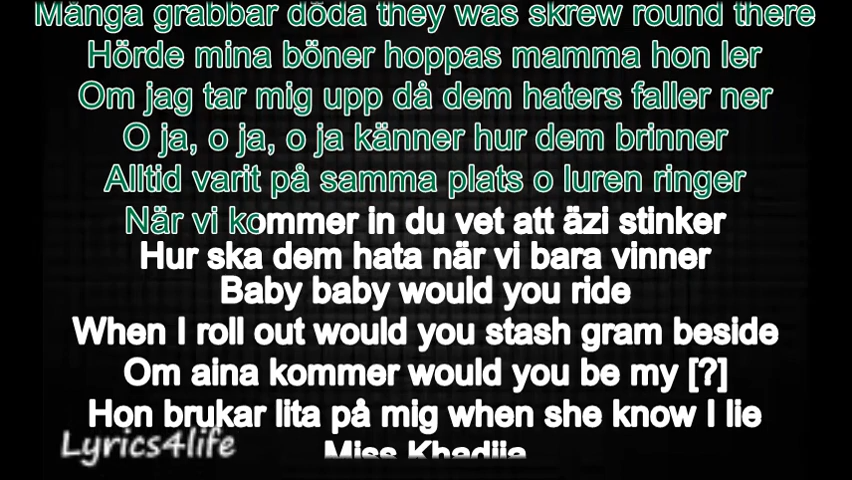 Många grabbar döda they was skrew round there
Hörde mina böner hoppas mamma hon ler
Om jag tar mig upp då dem haters faller ner
O ja, o ja, o ja känner hur dem brinner
Alltid varit på samma plats o luren ringer
När vi kommer in du vet att äzi stinker
Hur ska dem hata när vi bara vinner
Baby baby would you ride
When I roll out would you stash gram beside
Om aina kommer would you be my [?]
Hon brukar lita på mig when she know I lie
Miss Khadija
Lyrics4life